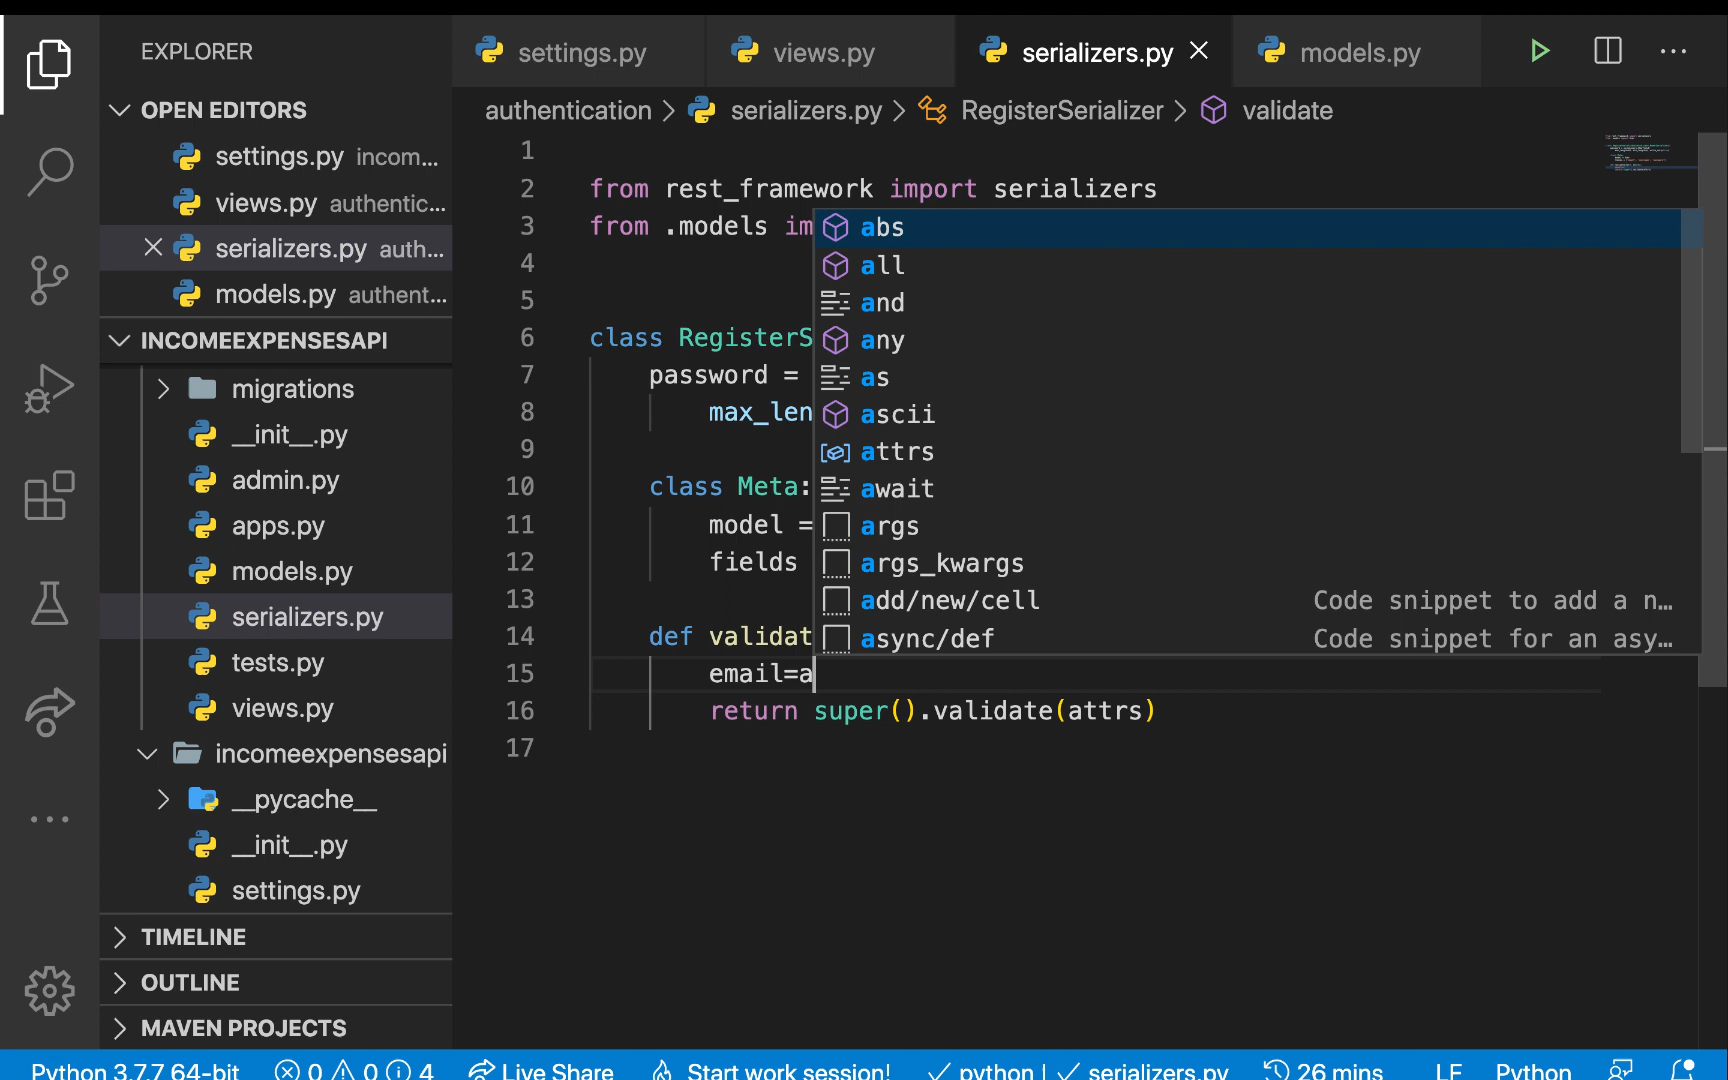 EXPLORER
settings.py
views.py
serializers.py
models.py
OPEN EDITORS
authentication > serializers.py > RegisterSerializer > validate
settings.py incom...
views.py authentic...
serializers.py auth...
models.py authent...
INCOMEEXPENSESAPI
migrations
__init__.py
admin.py
apps.py
models.py
serializers.py
tests.py
views.py
incomeexpensesapi
__pycache__
__init__.py
settings.py
TIMELINE
OUTLINE
MAVEN PROJECTS
1
2 from rest_framework import serializers
3 from .models im
4
5
6 class RegisterS
7 password =
8 max_len
9
10 class Meta:
11 model =
12 fields
13
14 def validat
15 email=a
16 return super().validate(attrs)
17
abs
all
and
any
as
ascii
attrs
await
args
args_kwargs
add/new/cell Code snippet to add a n...
async/def Code snippet for an asy...
Python 3.7.7 64-bit 0 0 4 Live Share Start work session! python | serializers.py 26 mins LF Python